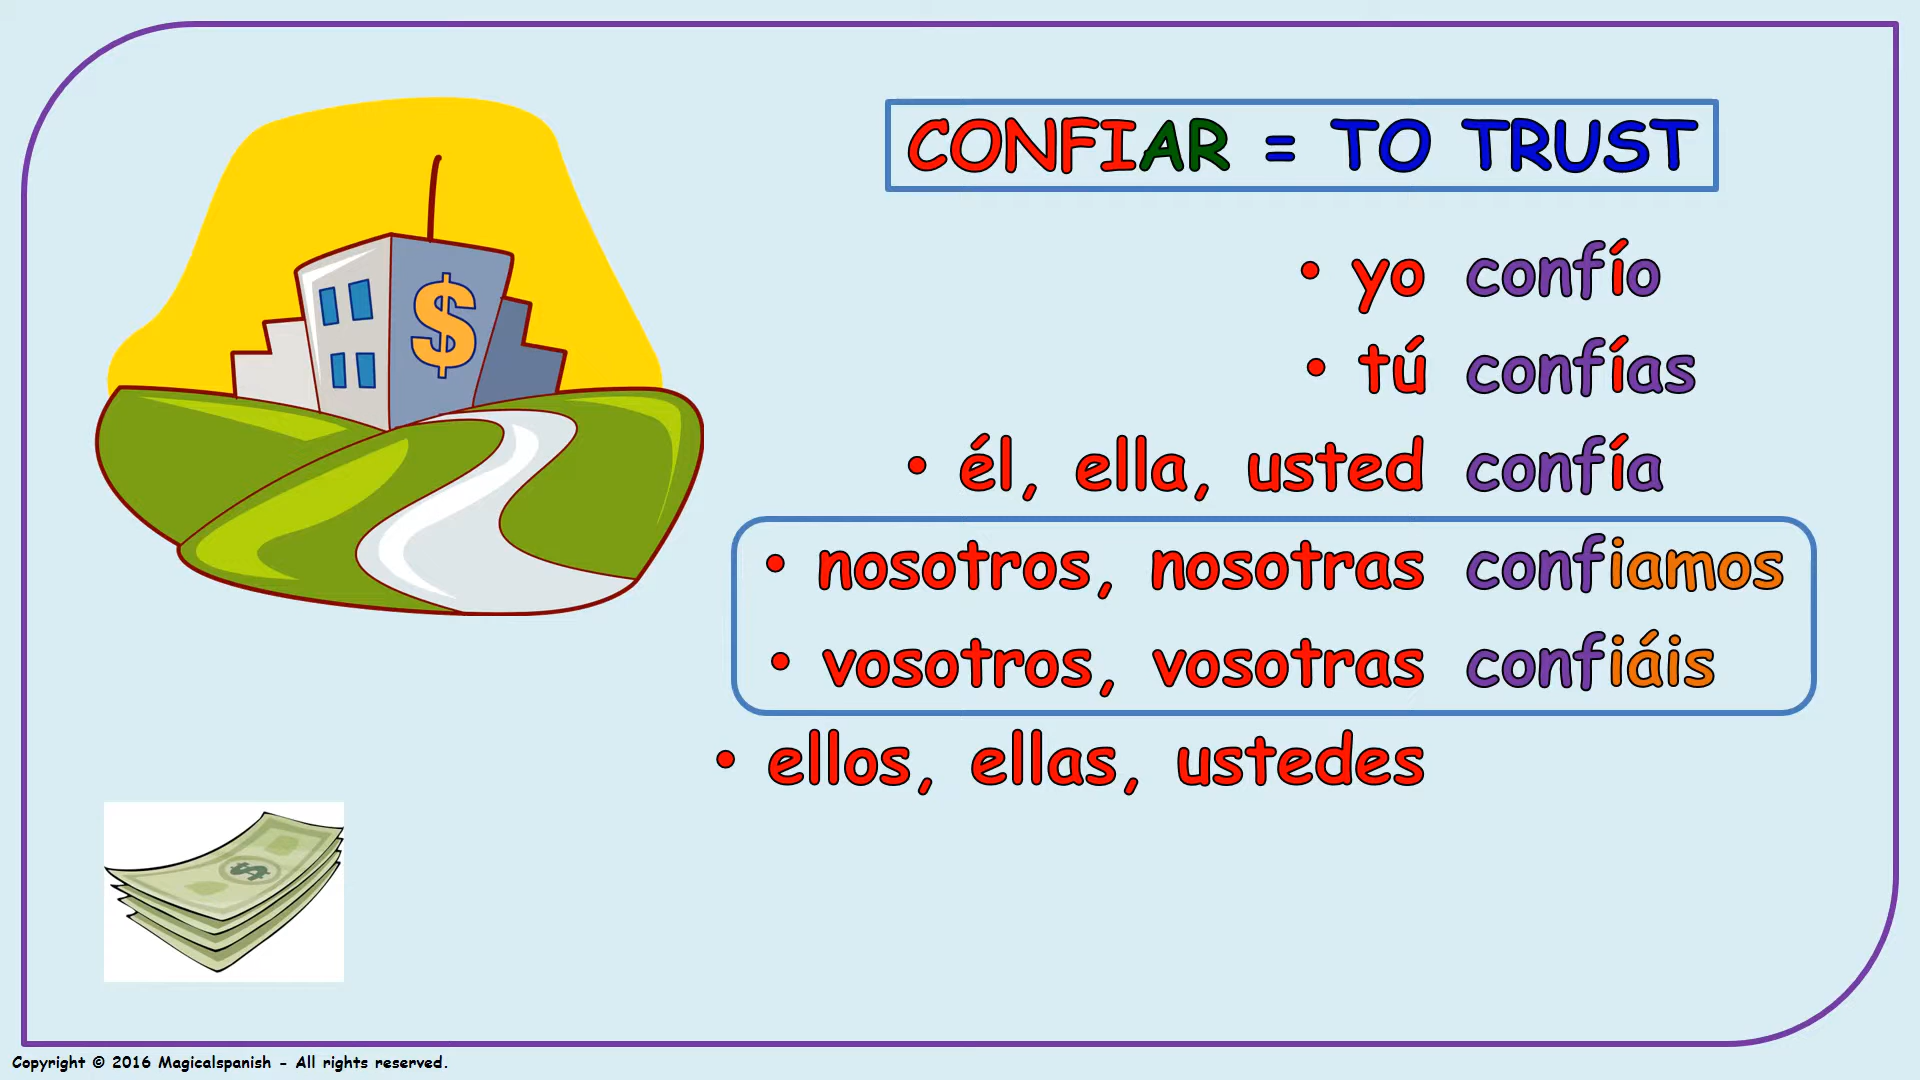 CONFIAR = TO TRUST
• yo confío
• tú confías
• él, ella, usted confía
• nosotros, nosotras confiamos
• vosotros, vosotras confiáis
• ellos, ellas, ustedes
$
$
Copyright © 2016 Magicalspanish - All rights reserved.